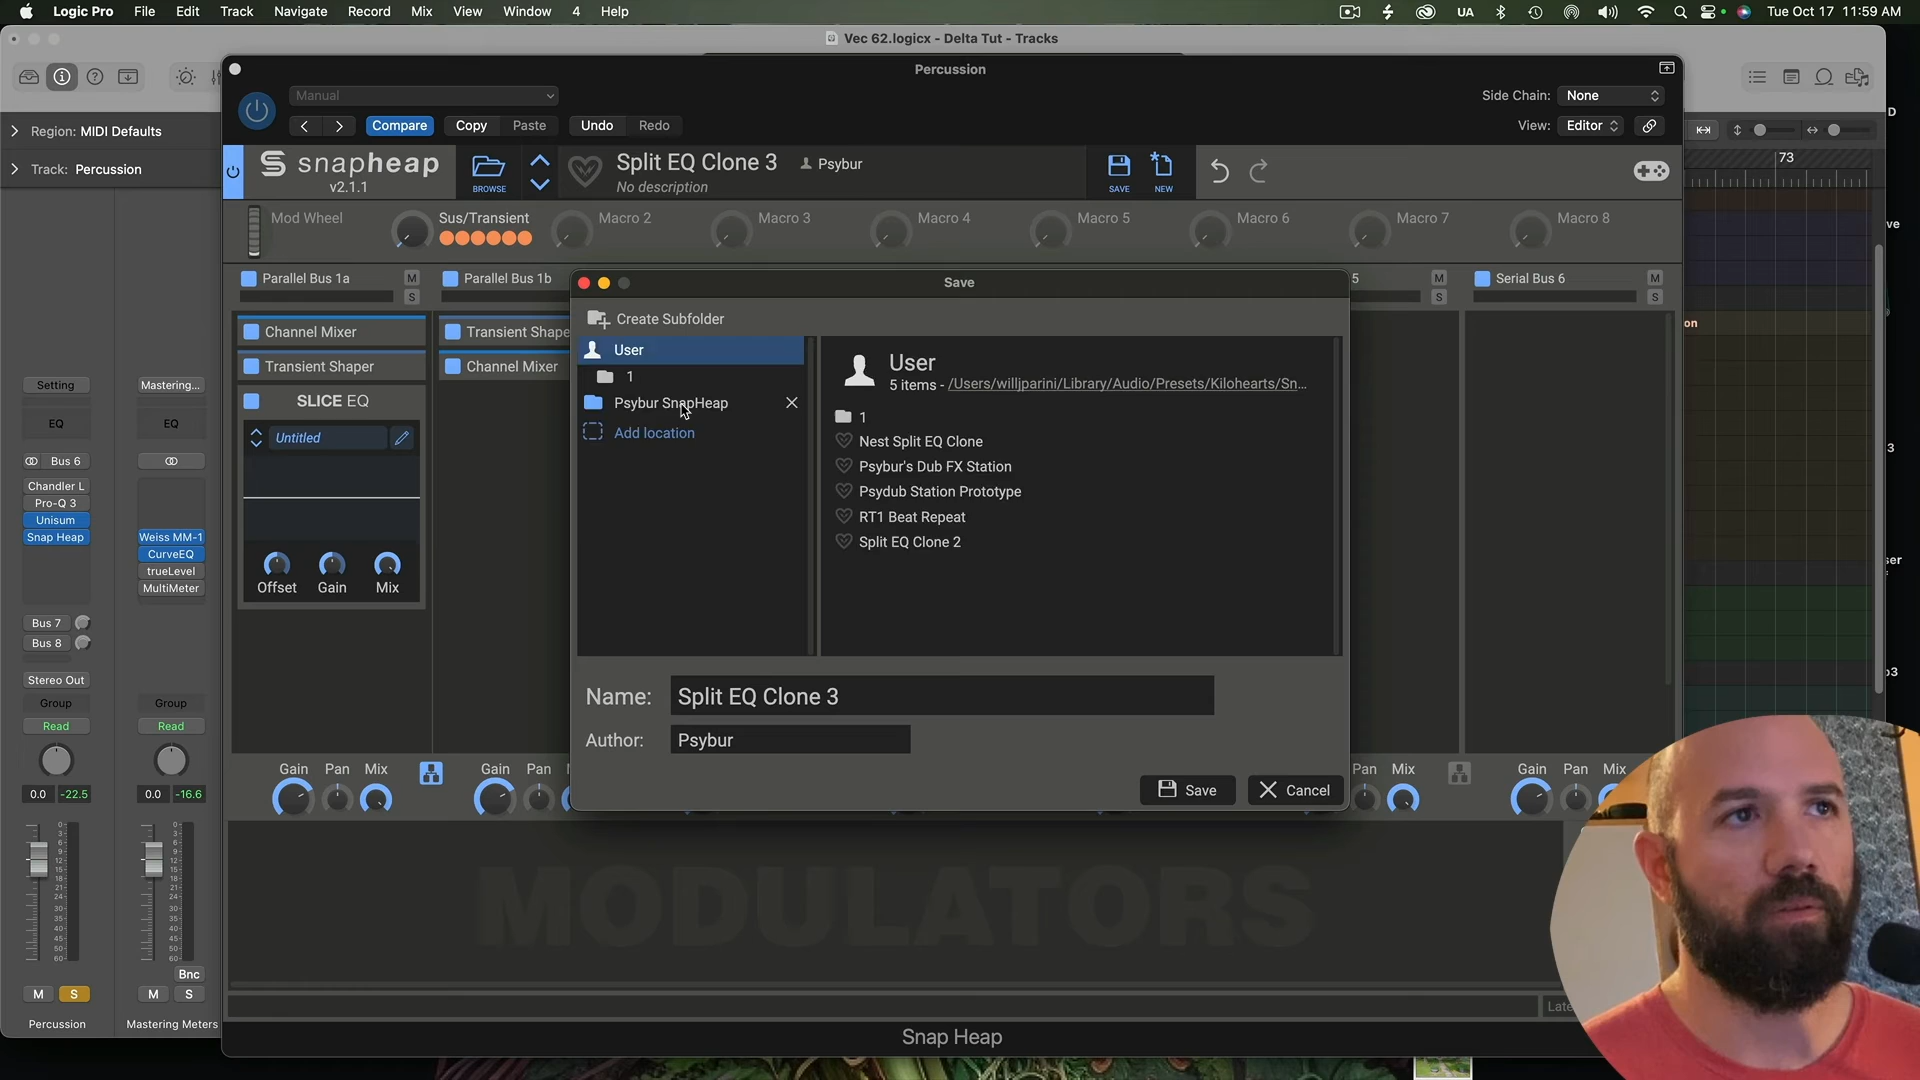 Logic Pro File Edit Track Navigate Record Mix View Window 4 Help
UA Tue Oct 17 11:59 AM
Vec 62.logicx - Delta Tut - Tracks
Percussion
Manual
Side Chain: None
Compare Copy Paste Undo Redo
View: Editor
Region: MIDI Defaults
Track: Percussion
snapheap
v2.1.1
BROWSE
Split EQ Clone 3 Psybur
No description
SAVE NEW
73
Mod Wheel Sus/Transient Macro 2 Macro 3 Macro 4 Macro 5 Macro 6 Macro 7 Macro 8
Parallel Bus 1a M Parallel Bus 1b 5 M Serial Bus 6 M
S S S
Save
Create Subfolder
Channel Mixer Transient Shape
Transient Shaper Channel Mixer
SLICE EQ
Untitled
Offset Gain Mix
User
1
Psybur SnapHeap
Add location
User
5 items - /Users/willjparini/Library/Audio/Presets/Kilohearts/Sn...
1
Nest Split EQ Clone
Psybur's Dub FX Station
Psydub Station Prototype
RT1 Beat Repeat
Split EQ Clone 2
Name: Split EQ Clone 3
Author: Psybur
Save Cancel
Gain Pan Mix Gain Pan Pan Mix Gain Pan Mix
MODULATORS
Snap Heap
Setting Mastering...
EQ EQ
Bus 6
Chandler L
Pro-Q 3
Unisum
Snap Heap
Weiss MM-1
CurveEQ
trueLevel
MultiMeter
Bus 7
Bus 8
Stereo Out
Group Group
Read Read
0.0 -22.5 0.0 -16.6
Bnc
M S M S
Percussion Mastering Meters